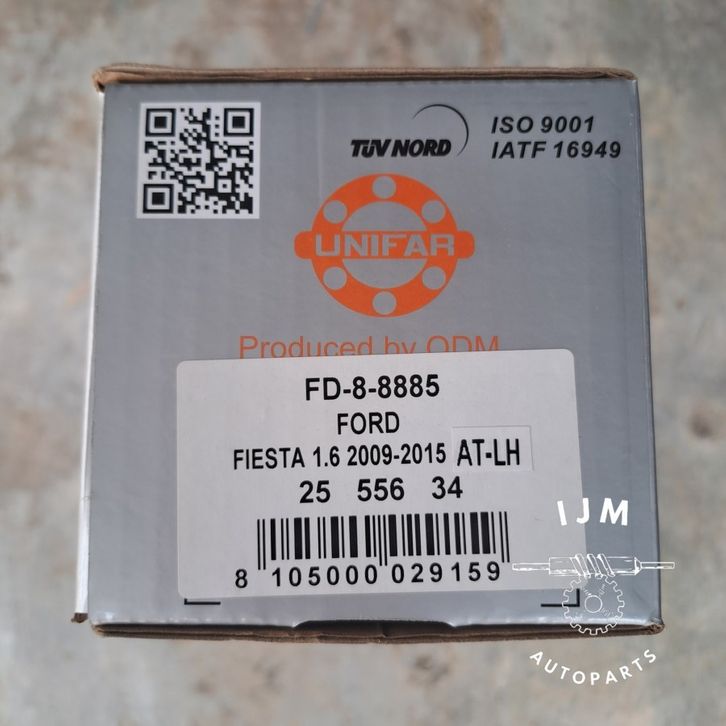 TÜV NORD
ISO 9001
IATF 16949
UNIFAR
Produced by ODM
FD-8-8885
FORD
FIESTA 1.6 2009-2015 AT-LH
25 556 34
8 105000 029159
IJM
AUTOPARTS